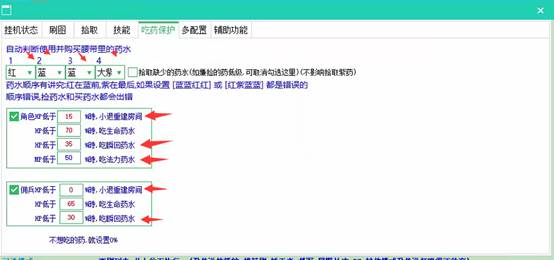 挂机状态 刷图 拾取 技能 吃药保护 多配置 辅助功能
自动判断使用并购买腰带里的药水
1 2 3 4
红 蓝 蓝 大紫 拾取缺少的药水(如嫌拾的药低级,可取消勾选这里)(不影响拾取紫药)
药水顺序有讲究:红在蓝前,紫在最后,如果设置 [蓝蓝红红] 或 [红紫蓝蓝] 都是错误的
顺序错误,捡药水和买药水都会出错
角色HP低于 15 %时,小退重建房间
HP低于 70 %时,吃生命药水
HP低于 35 %时,吃瞬回药水
MP低于 50 %时,吃法力药水
佣兵HP低于 0 %时,小退重建房间
HP低于 65 %时,吃生命药水
HP低于 30 %时,吃瞬回药水
不想吃的药,就设置0%